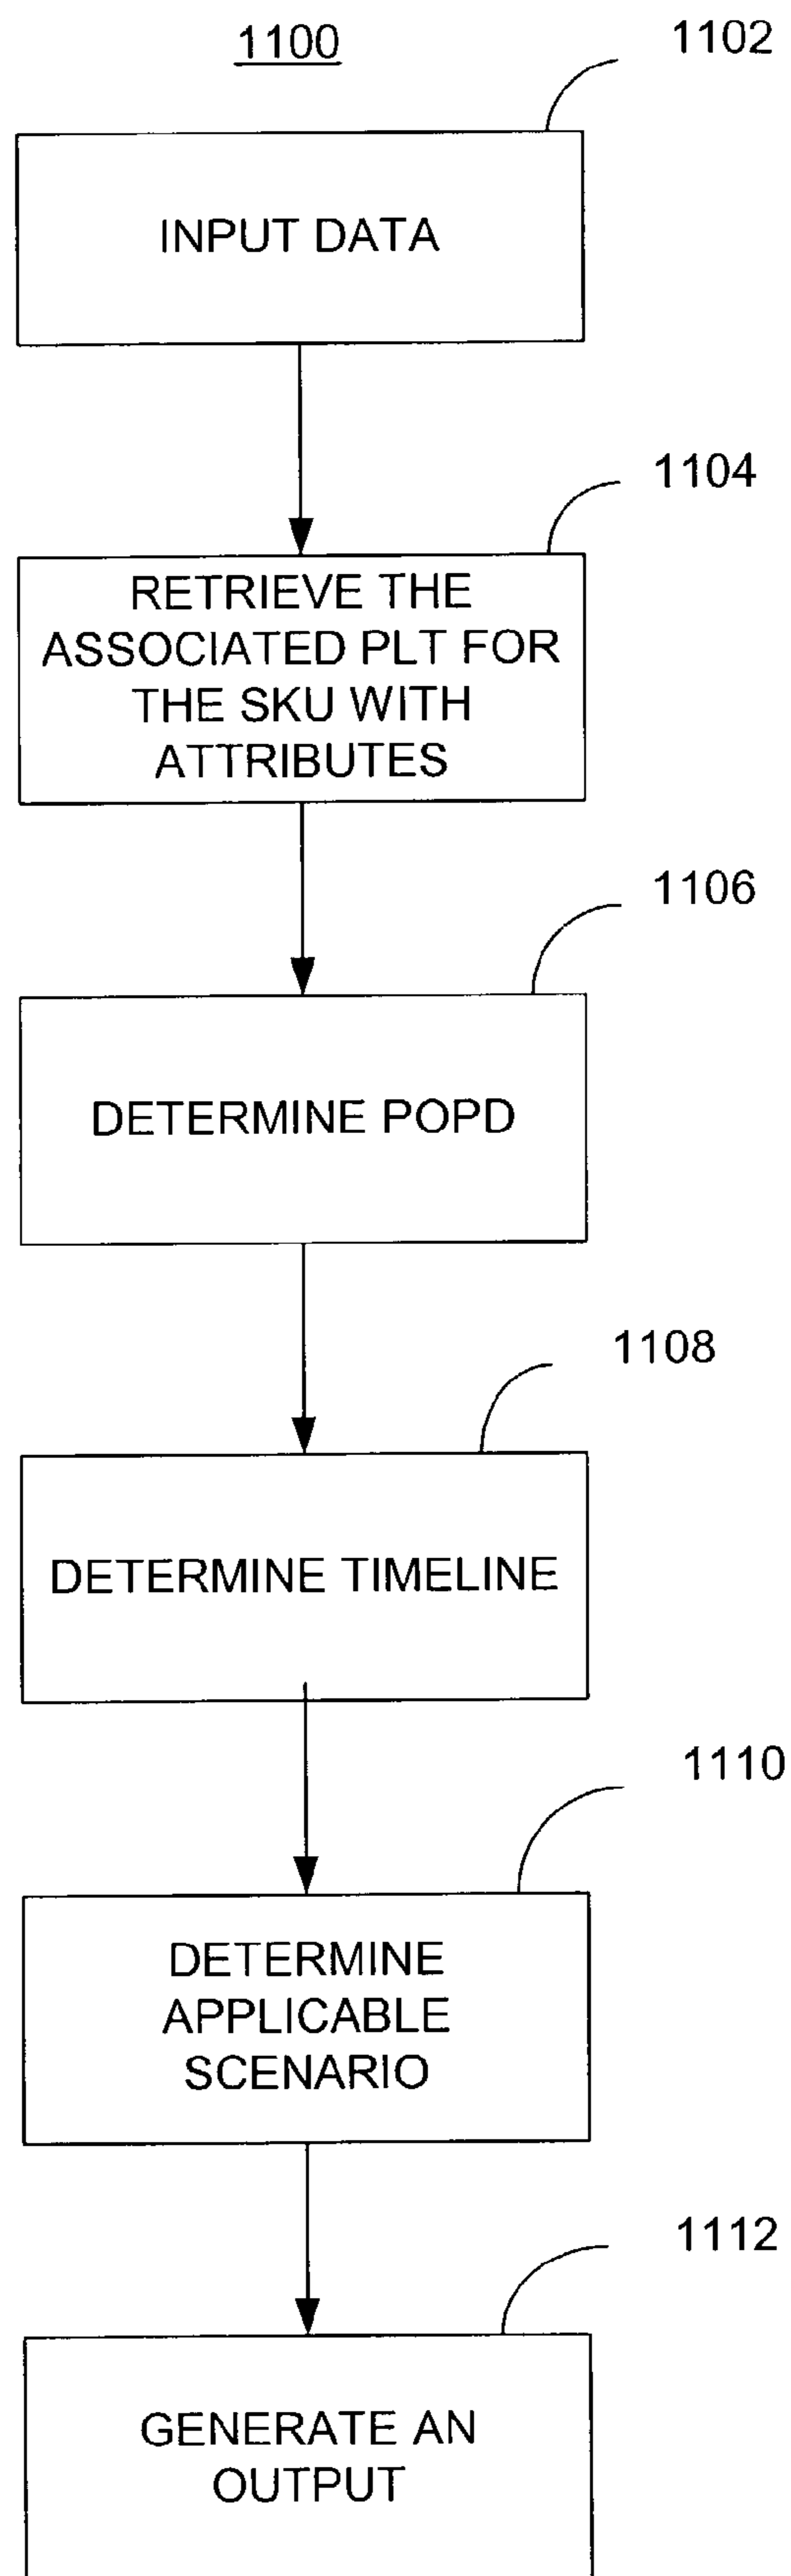 1100
1102
INPUT DATA
1104
RETRIEVE THE
ASSOCIATED PLT FOR
THE SKU WITH
ATTRIBUTES
1106
DETERMINE POPD
1108
DETERMINE TIMELINE
1110
DETERMINE
APPLICABLE
SCENARIO
1112
GENERATE AN
OUTPUT